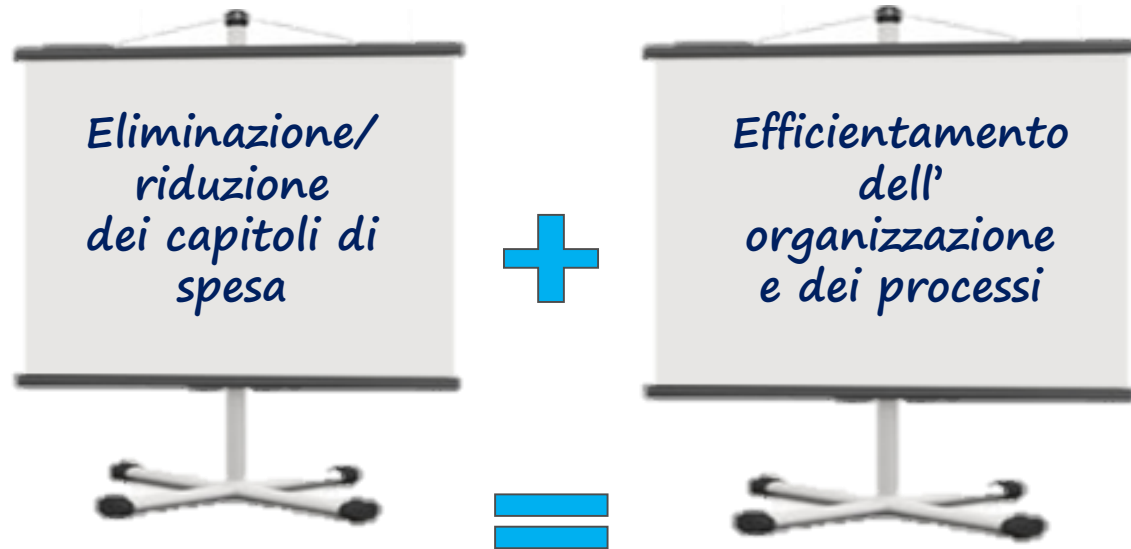 Eliminazione/
riduzione
dei capitoli di
spesa
Efficientamento
dell’
organizzazione
e dei processi